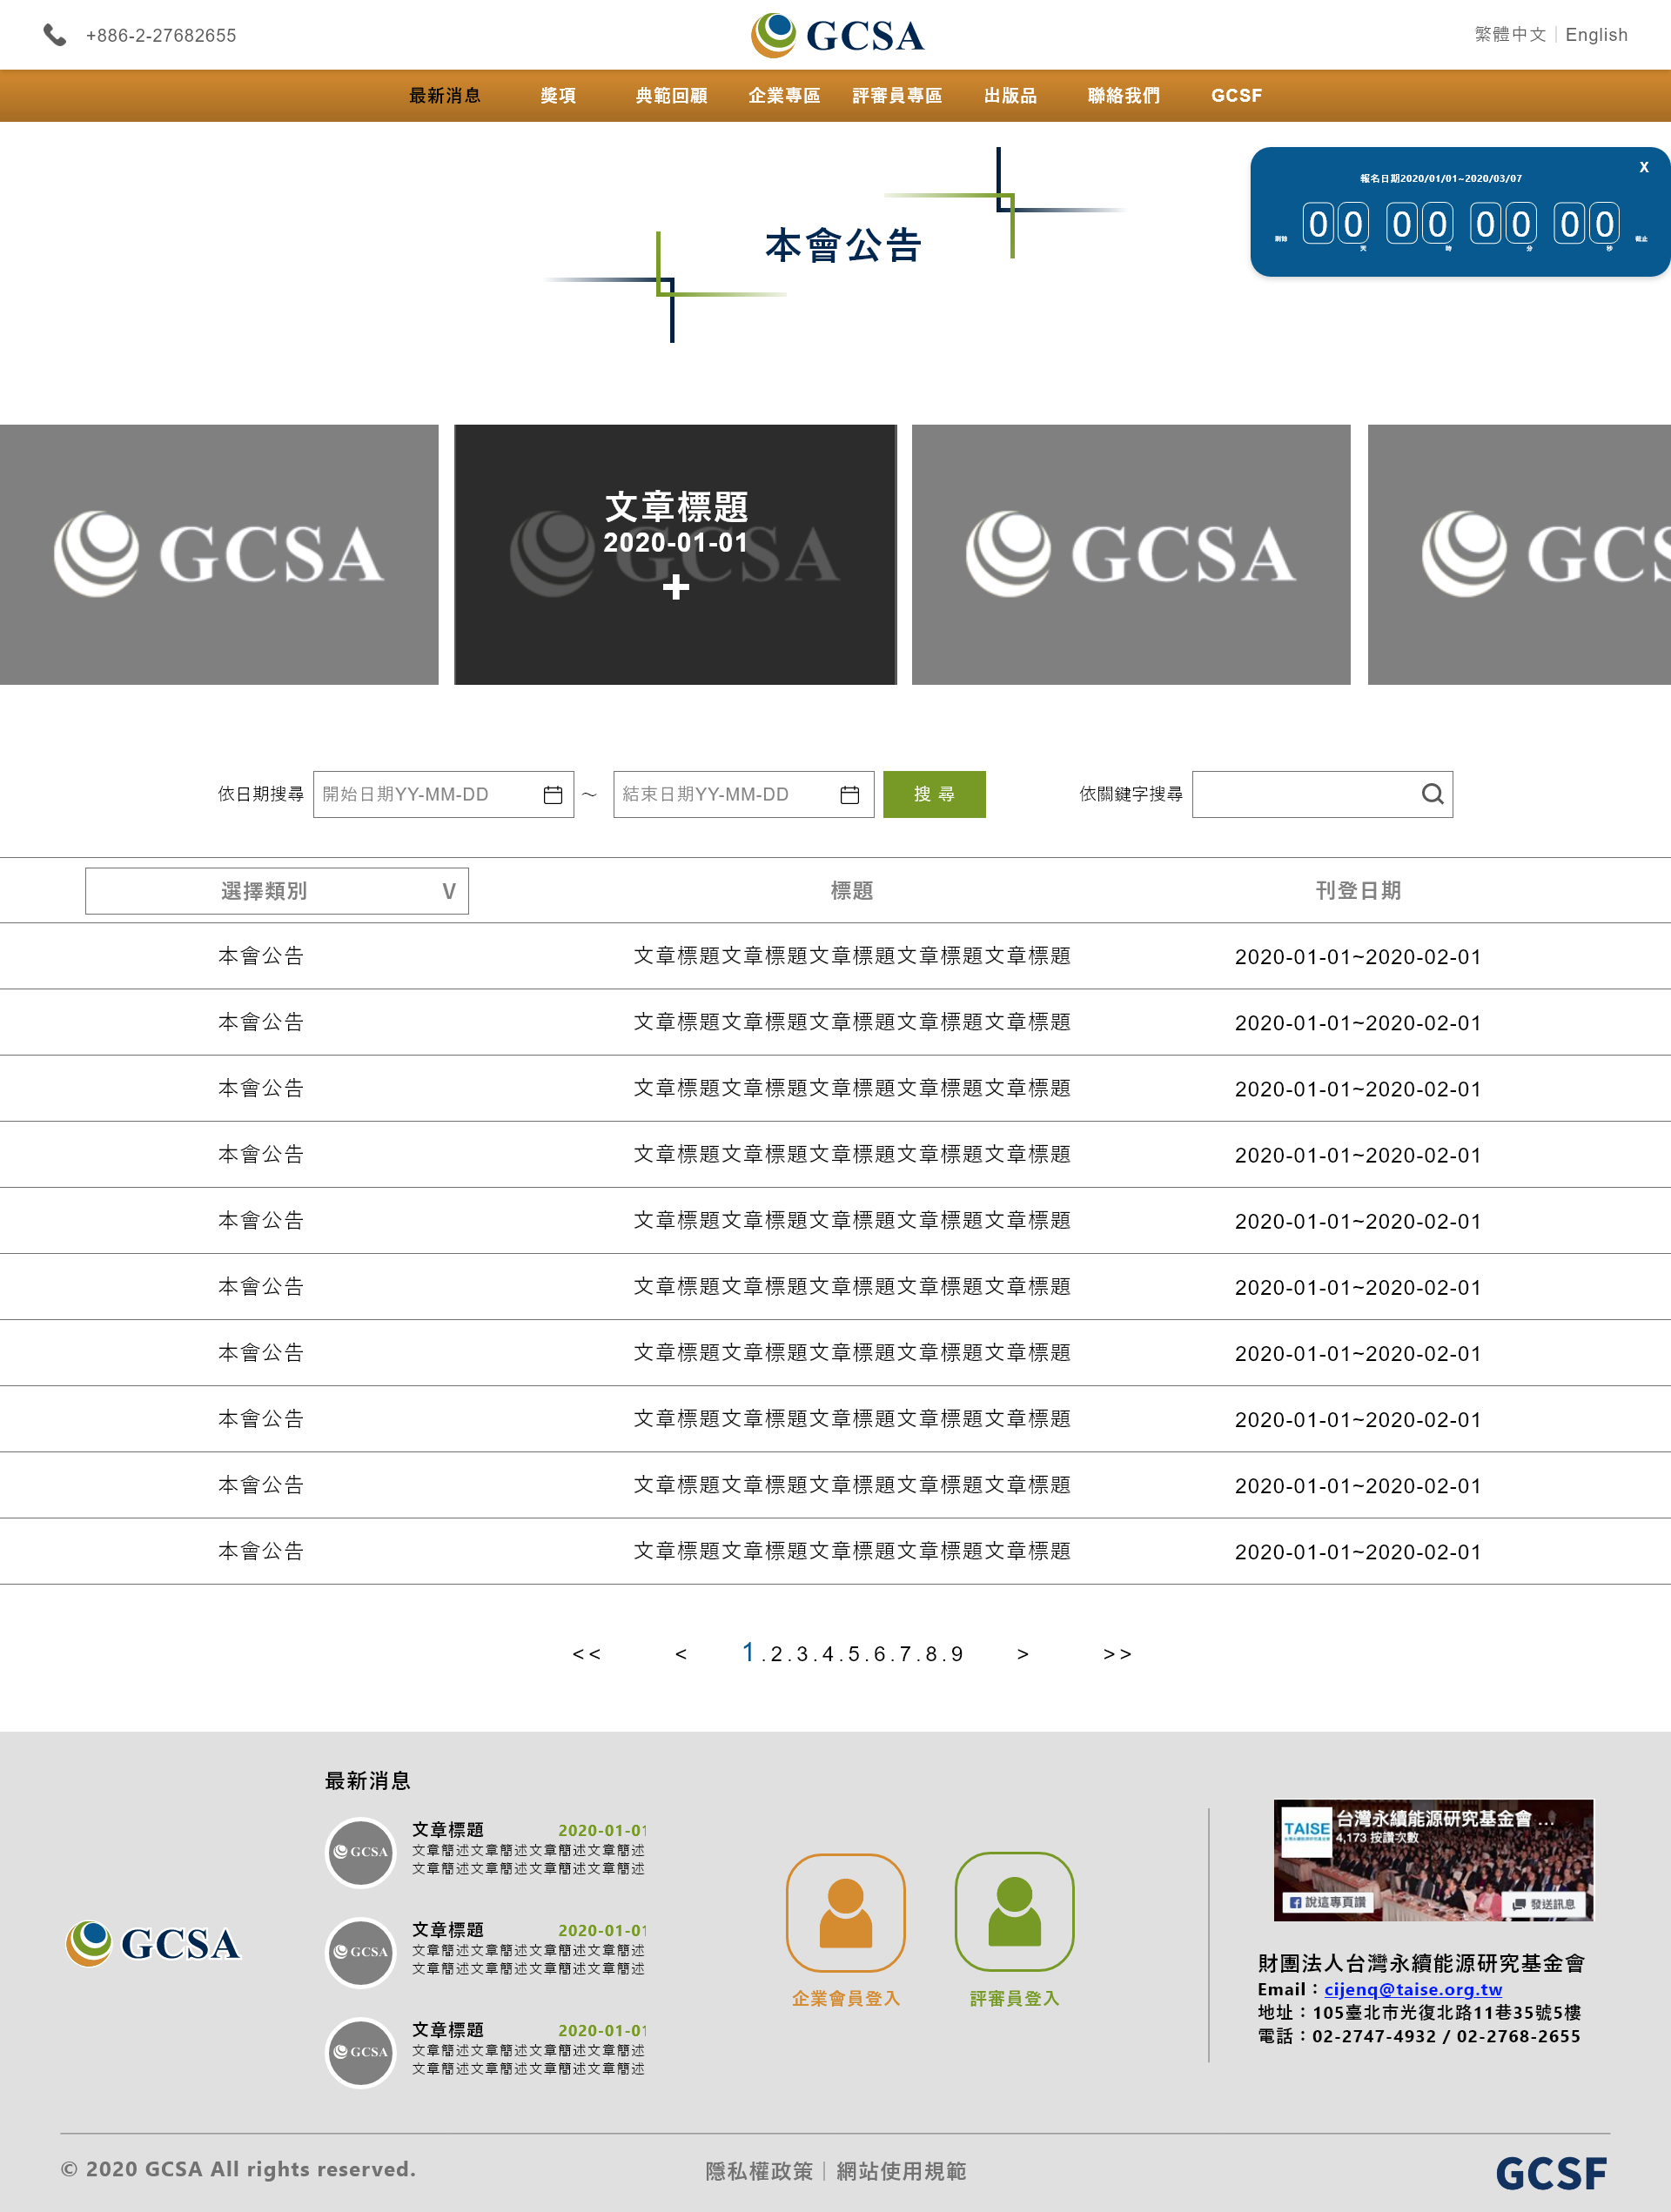 +886-2-27682655
GCSA
繁體中文｜English
最新消息 獎項 典範回顧 企業專區 評審員專區 出版品 聯絡我們 GCSF
X
報名日期2020/01/01~2020/03/07
本會公告
0 0 0 0 0 0 0 0
剩餘 天 時 分 秒 截止
GCSA
文章標題
2020-01-01
+
GCSA
GCSA
GCS
依日期搜尋 開始日期YY-MM-DD ～ 結束日期YY-MM-DD 搜 尋 依關鍵字搜尋
選擇類別 V 標題 刊登日期
本會公告 文章標題文章標題文章標題文章標題文章標題 2020-01-01~2020-02-01
本會公告 文章標題文章標題文章標題文章標題文章標題 2020-01-01~2020-02-01
本會公告 文章標題文章標題文章標題文章標題文章標題 2020-01-01~2020-02-01
本會公告 文章標題文章標題文章標題文章標題文章標題 2020-01-01~2020-02-01
本會公告 文章標題文章標題文章標題文章標題文章標題 2020-01-01~2020-02-01
本會公告 文章標題文章標題文章標題文章標題文章標題 2020-01-01~2020-02-01
本會公告 文章標題文章標題文章標題文章標題文章標題 2020-01-01~2020-02-01
本會公告 文章標題文章標題文章標題文章標題文章標題 2020-01-01~2020-02-01
本會公告 文章標題文章標題文章標題文章標題文章標題 2020-01-01~2020-02-01
本會公告 文章標題文章標題文章標題文章標題文章標題 2020-01-01~2020-02-01
<< < 1.2.3.4.5.6.7.8.9 > >>
GCSA
最新消息
GCSA
文章標題 2020-01-01
文章簡述文章簡述文章簡述文章簡述
文章簡述文章簡述文章簡述文章簡述
GCSA
文章標題 2020-01-01
文章簡述文章簡述文章簡述文章簡述
文章簡述文章簡述文章簡述文章簡述
GCSA
文章標題 2020-01-01
文章簡述文章簡述文章簡述文章簡述
文章簡述文章簡述文章簡述文章簡述
企業會員登入 評審員登入
TAISE
台灣永續能源研究基金會
台灣永續能源研究基金會 ...
4,173 按讚次數
說這專頁讚 發送訊息
財團法人台灣永續能源研究基金會
Email：cijenq@taise.org.tw
地址：105臺北市光復北路11巷35號5樓
電話：02-2747-4932 / 02-2768-2655
© 2020 GCSA All rights reserved.
隱私權政策｜網站使用規範
GCSF